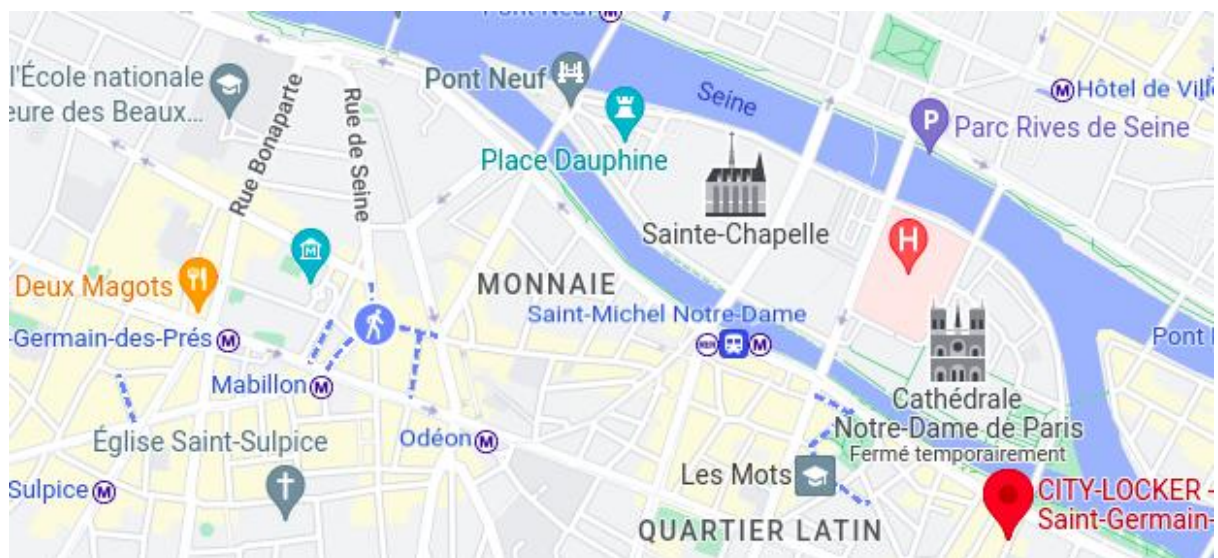 Pont Neuf
l'École nationale
eure des Beaux...
Rue Bonaparte
Rue de Seine
Pont Neuf
Place Dauphine
Seine
Hôtel de Ville
Parc Rives de Seine
Sainte-Chapelle
H
P
M
Deux Magots
MONNAIE
Saint-Michel Notre-Dame
RER
M
-Germain-des-Prés M
Mabillon M
Pont
Cathédrale
Notre-Dame de Paris
Fermé temporairement
Église Saint-Sulpice
Odéon M
Sulpice M
Les Mots
QUARTIER LATIN
CITY-LOCKER -
Saint-Germain-